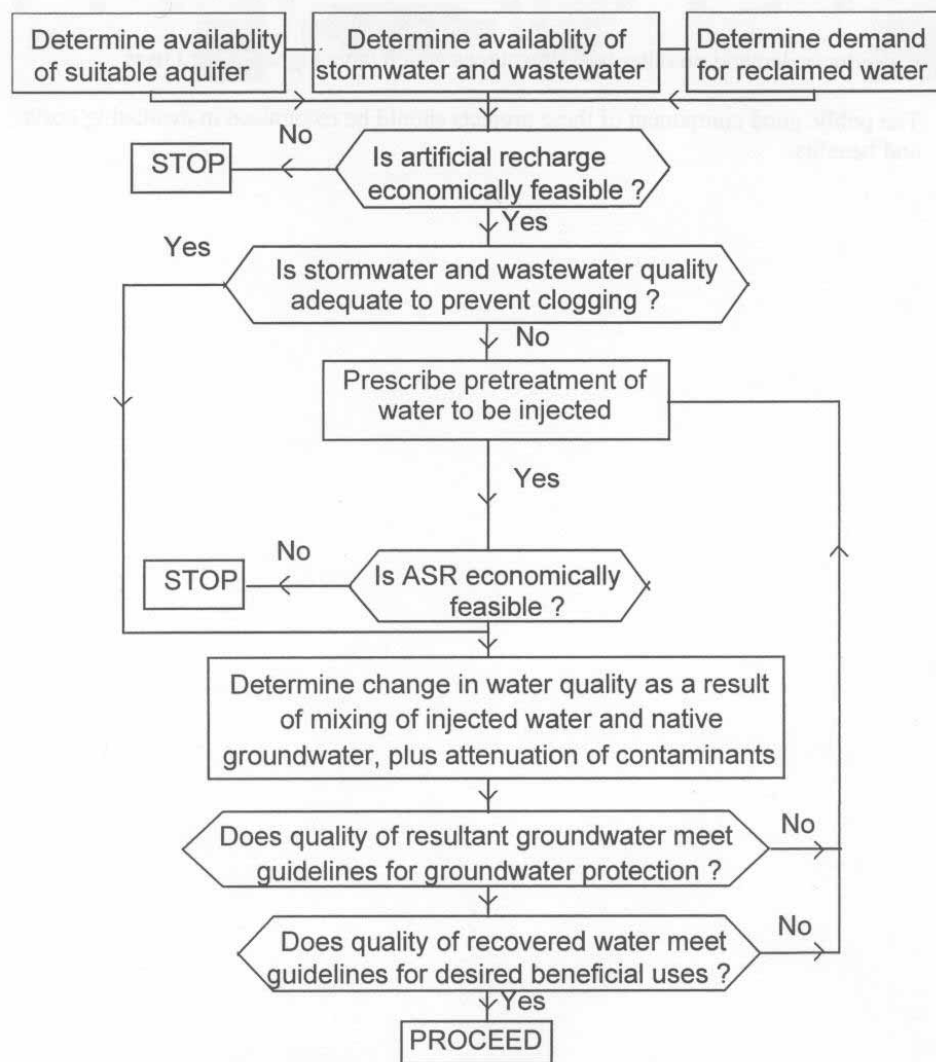 Determine availablity
of suitable aquifer
Determine availablity of
stormwater and wastewater
Determine demand
for reclaimed water
No
STOP
Is artificial recharge
economically feasible ?
Yes
Yes
Is stormwater and wastewater quality
adequate to prevent clogging ?
No
Prescribe pretreatment of
water to be injected
Yes
No
STOP
Is ASR economically
feasible ?
Determine change in water quality as a result
of mixing of injected water and native
groundwater, plus attenuation of contaminants
Does quality of resultant groundwater meet
guidelines for groundwater protection ?
No
Does quality of recovered water meet
guidelines for desired beneficial uses ?
No
Yes
PROCEED